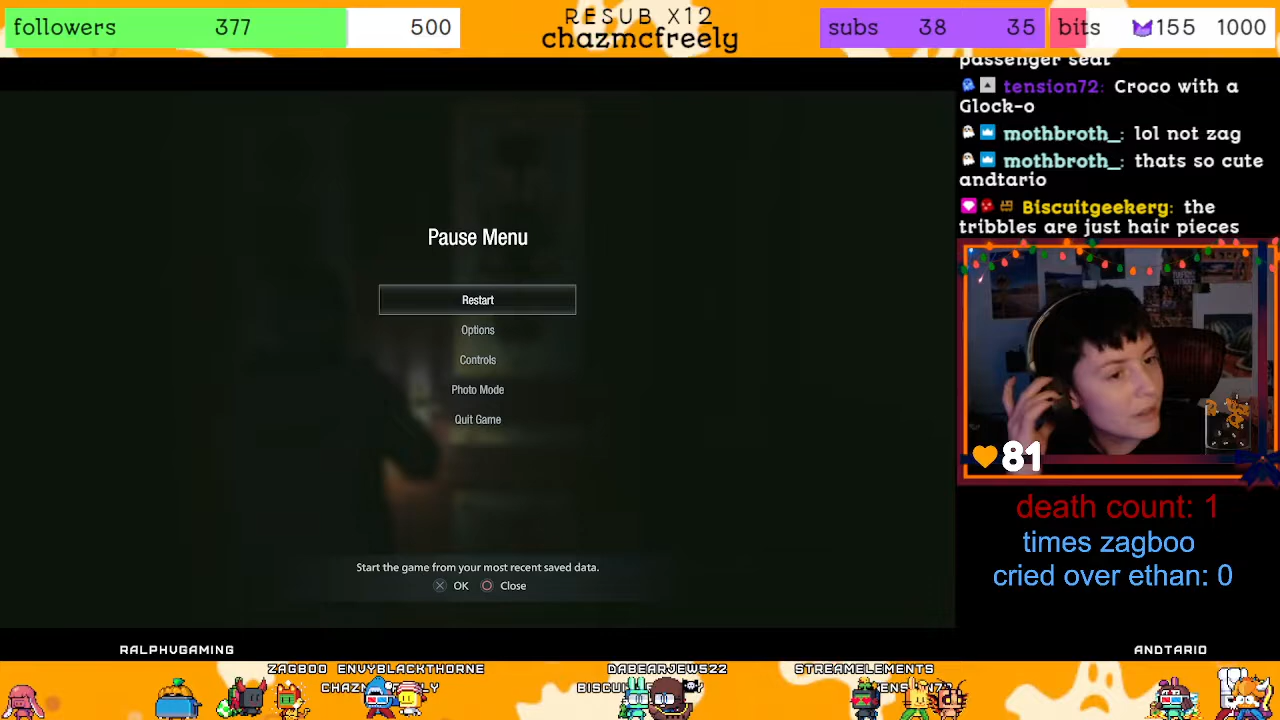 followers 377 500
RESUB X12
chazmcfreely
subs 38 35
bits 155 1000
passenger seat
tension72: Croco with a
Glock-o
mothbroth_: lol not zag
mothbroth_: thats so cute
andtario
Biscuitgeekery: the
tribbles are just hair pieces
Pause Menu
Restart
Options
Controls
Photo Mode
Quit Game
Start the game from your most recent saved data.
OK Close
81
death count: 1
times zagboo
cried over ethan: 0
RALPHVGAMING
ANDTARIO
ZAGBOO ENVYBLACKTHORNE
DABEARJEW522
STREAMELEMENTS